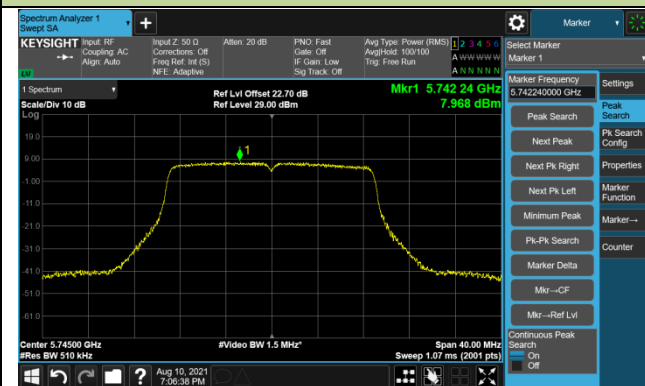 Spectrum Analyzer 1
Swept SA
Marker
KEYSIGHT
Input: RF
Coupling: AC
Align: Auto
Input Z: 50 Ω
Corrections: Off
Freq Ref: Int (S)
NFE: Adaptive
Atten: 20 dB
PNO: Fast
Gate: Off
IF Gain: Low
Sig Track: Off
Avg Type: Power (RMS)
Avg|Hold: 100/100
Trig: Free Run
1 2 3 4 5 6
A W W W W W
A N N N N N
Select Marker
Marker 1
1 Spectrum
Scale/Div 10 dB
Log
Ref Lvl Offset 22.70 dB
Ref Level 29.00 dBm
Mkr1 5.742 24 GHz
7.968 dBm
19.0
9.00
-1.00
-11.0
-21.0
-31.0
-41.0
-51.0
-61.0
1
Center 5.74500 GHz
#Res BW 510 kHz
#Video BW 1.5 MHz*
Span 40.00 MHz
Sweep 1.07 ms (2001 pts)
Marker Frequency
5.742240000 GHz
Peak Search
Next Peak
Next Pk Right
Next Pk Left
Minimum Peak
Pk-Pk Search
Marker Delta
Mkr→CF
Mkr→Ref Lvl
Continuous Peak
Search
On
Off
Settings
Peak
Search
Pk Search
Config
Properties
Marker
Function
Marker→
Counter
Aug 10, 2021
7:06:38 PM